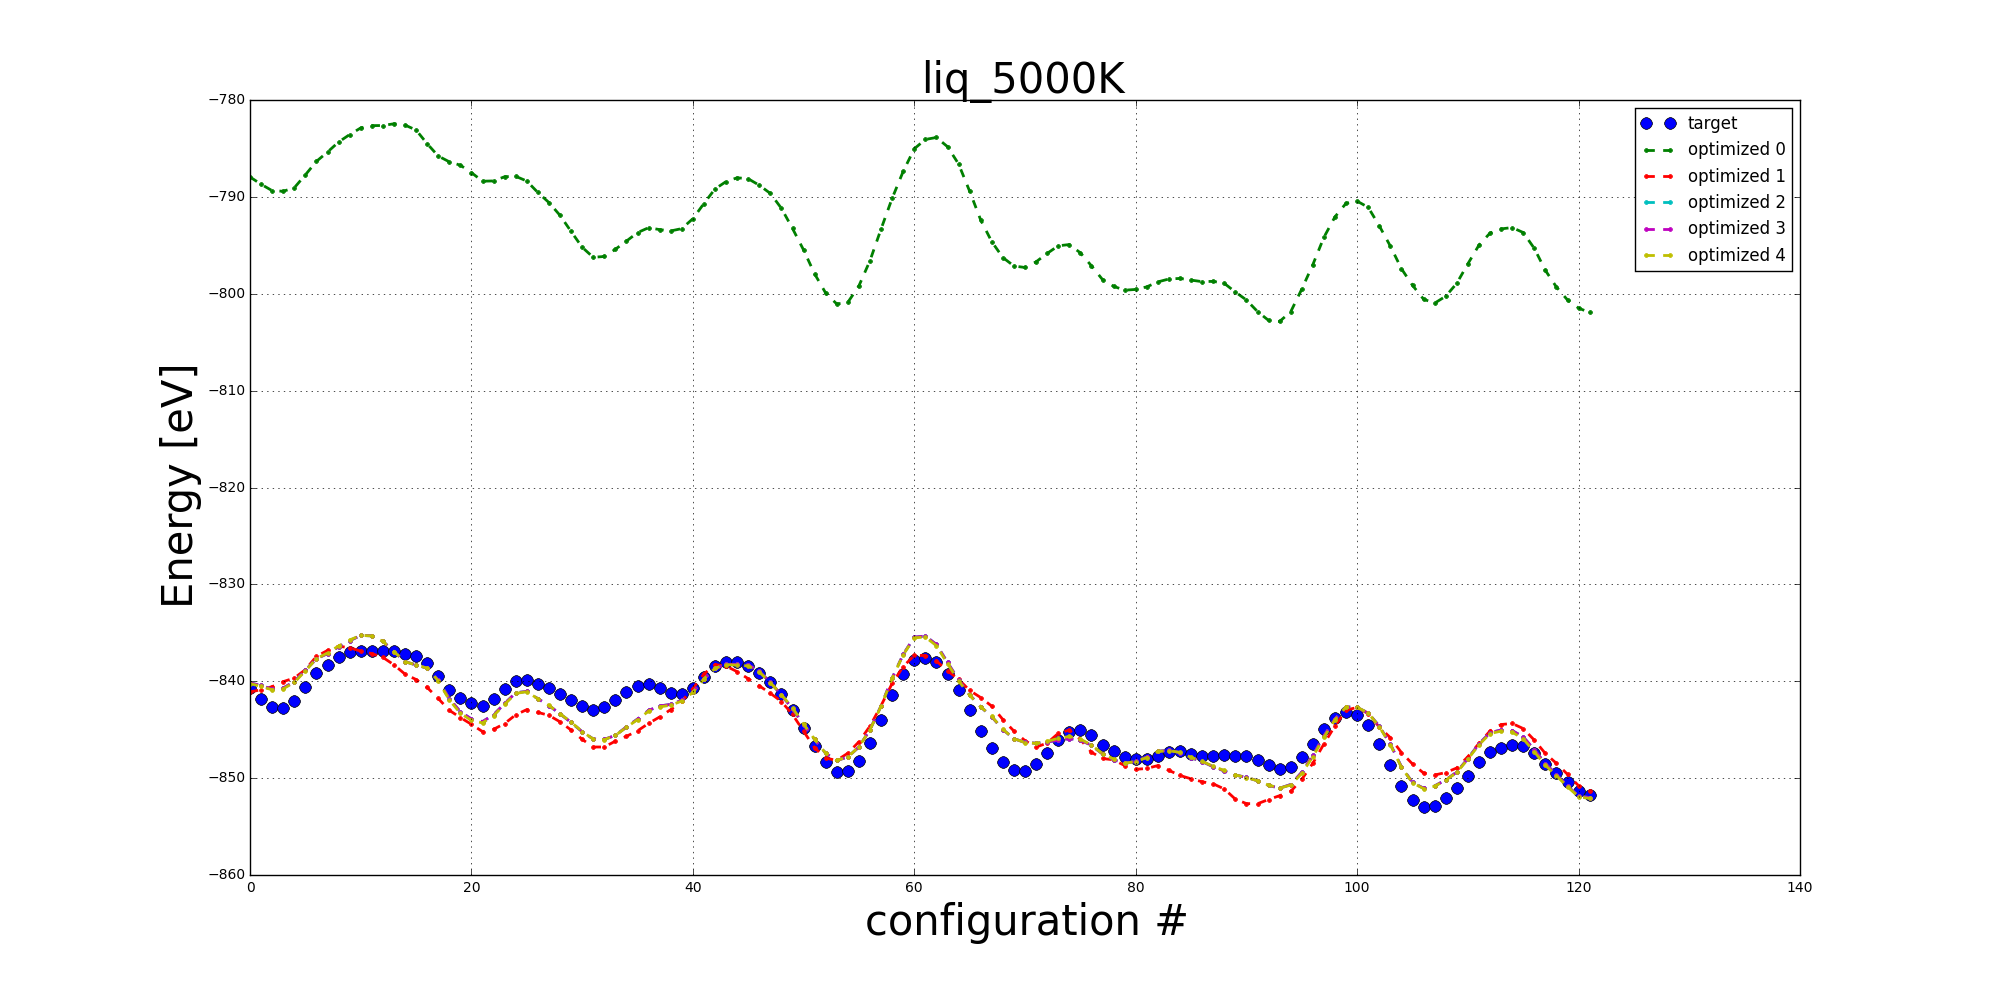 liq_5000K
Energy [eV]
−780
−790
−800
−810
−820
−830
−840
−850
−860
0 20 40 60 80 100 120 140
configuration #
target
optimized 0
optimized 1
optimized 2
optimized 3
optimized 4